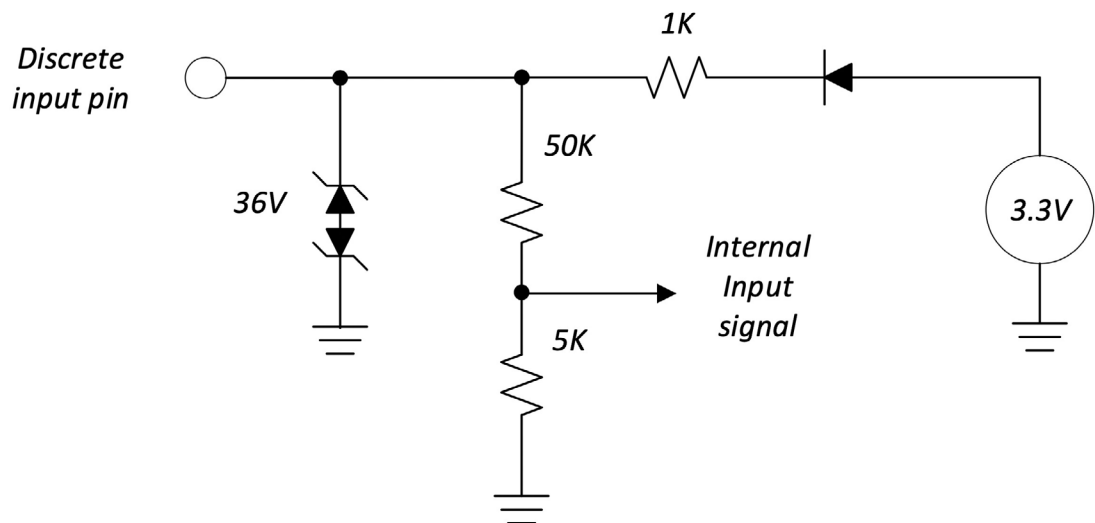 1K
Discrete
input pin
50K
36V
3.3V
Internal
Input
signal
5K